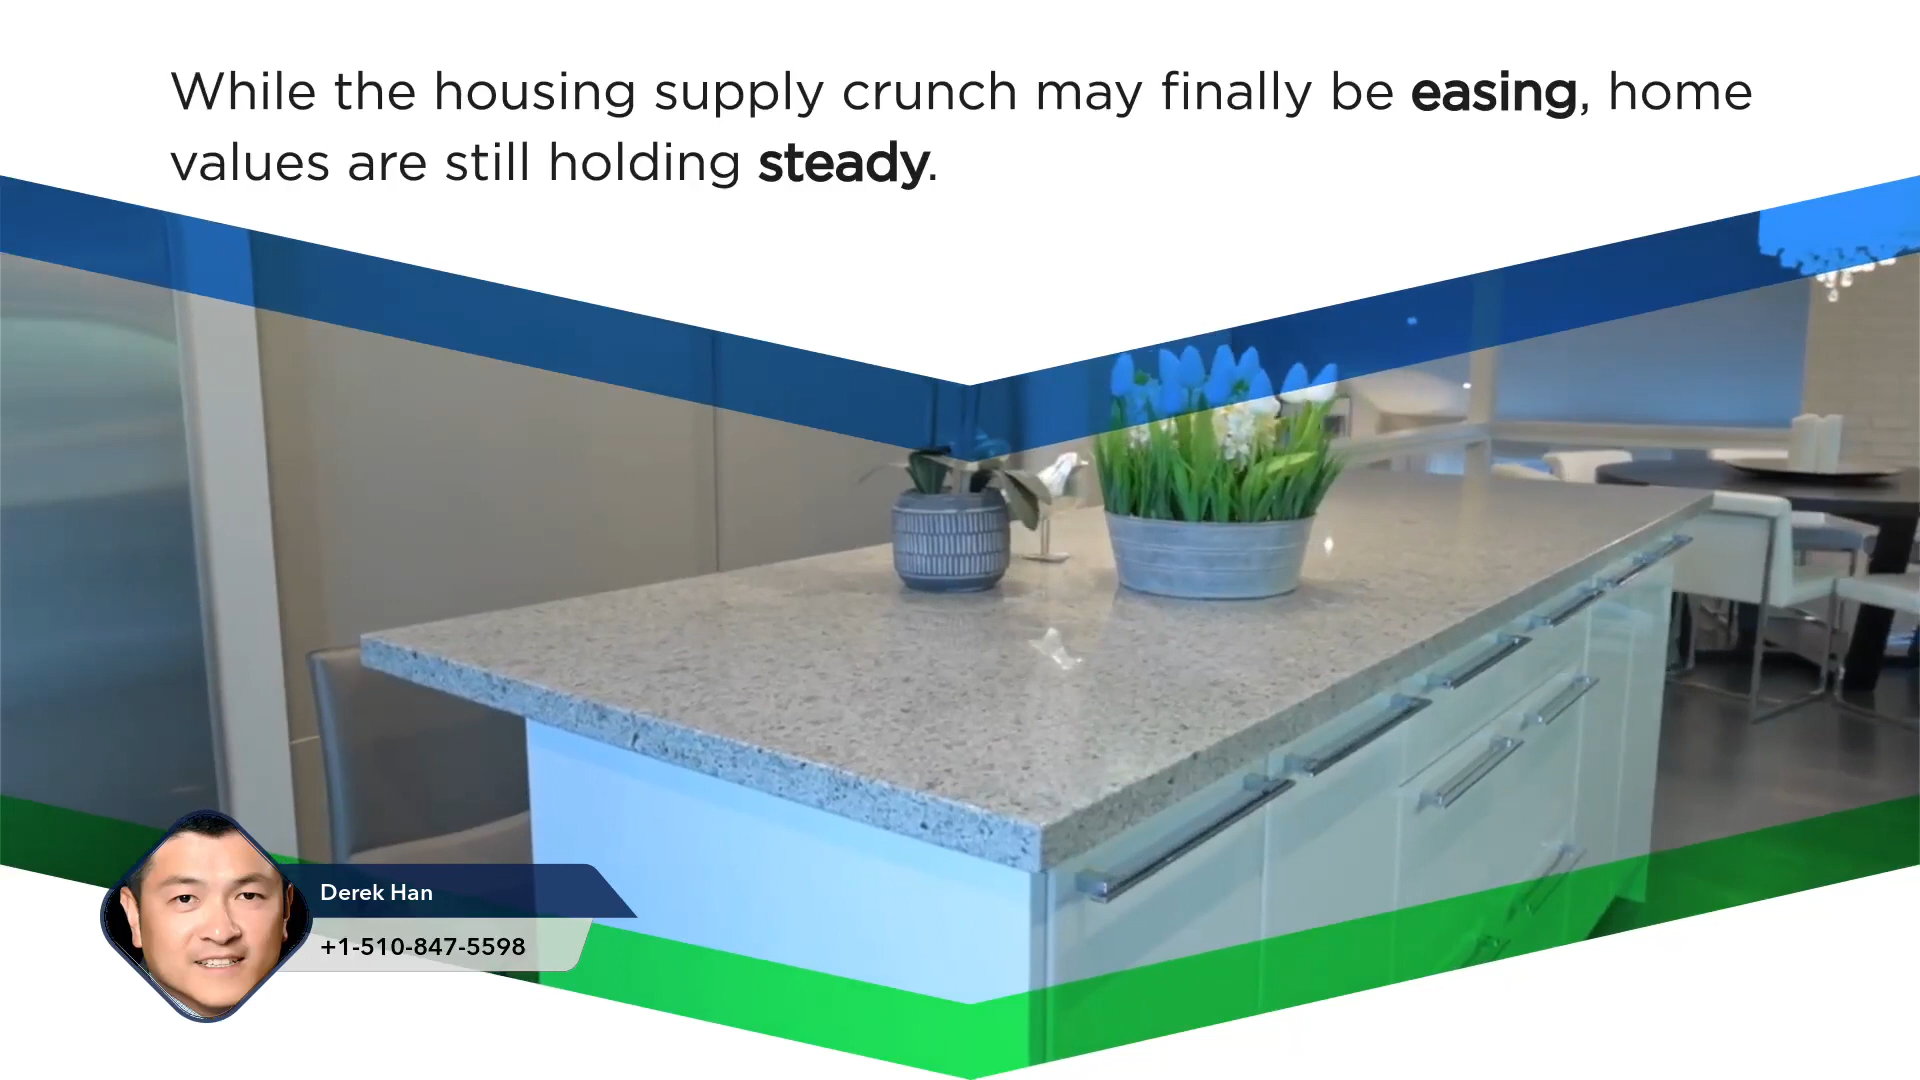 While the housing supply crunch may finally be easing, home
values are still holding steady.
Derek Han
+1-510-847-5598